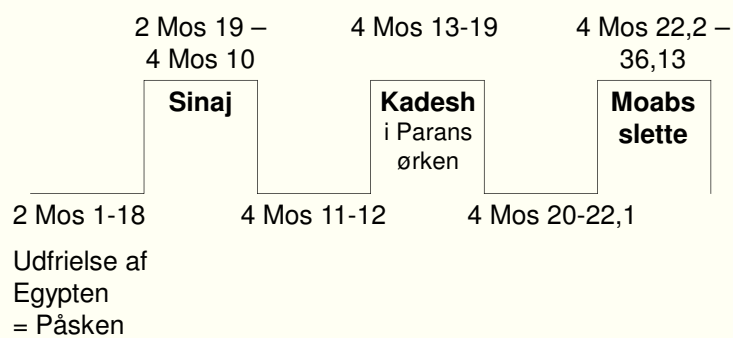 2 Mos 19 –
4 Mos 10
4 Mos 13-19
4 Mos 22,2 –
36,13
Sinaj
Kadesh
i Parans
ørken
Moabs
slette
2 Mos 1-18
4 Mos 11-12
4 Mos 20-22,1
Udfrielse af
Egypten
= Påsken